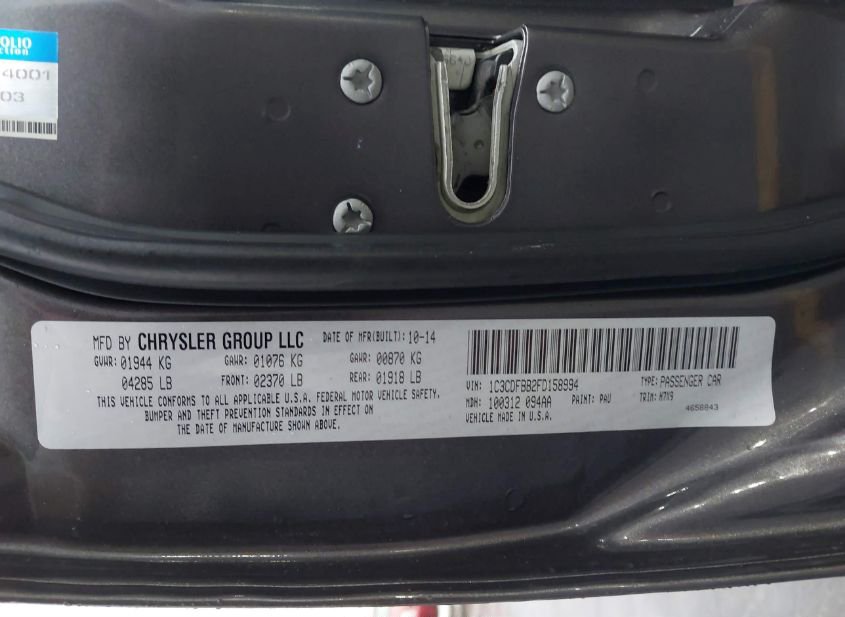 OLIO
ction
4001
03
MFD BY CHRYSLER GROUP LLC DATE OF MFR(BUILT): 10-14
GVWR: 01944 KG GAWR: 01076 KG GAWR: 00870 KG
04285 LB FRONT: 02370 LB REAR: 01918 LB
THIS VEHICLE CONFORMS TO ALL APPLICABLE U.S.A. FEDERAL MOTOR VEHICLE SAFETY,
BUMPER AND THEFT PREVENTION STANDARDS IN EFFECT ON
THE DATE OF MANUFACTURE SHOWN ABOVE.
VIN: 1C3CDFBB2FD158994 TYPE: PASSENGER CAR
MDH: 100312 094AA PAINT: PAU TRIM: H7X9
VEHICLE MADE IN U.S.A. 4658843